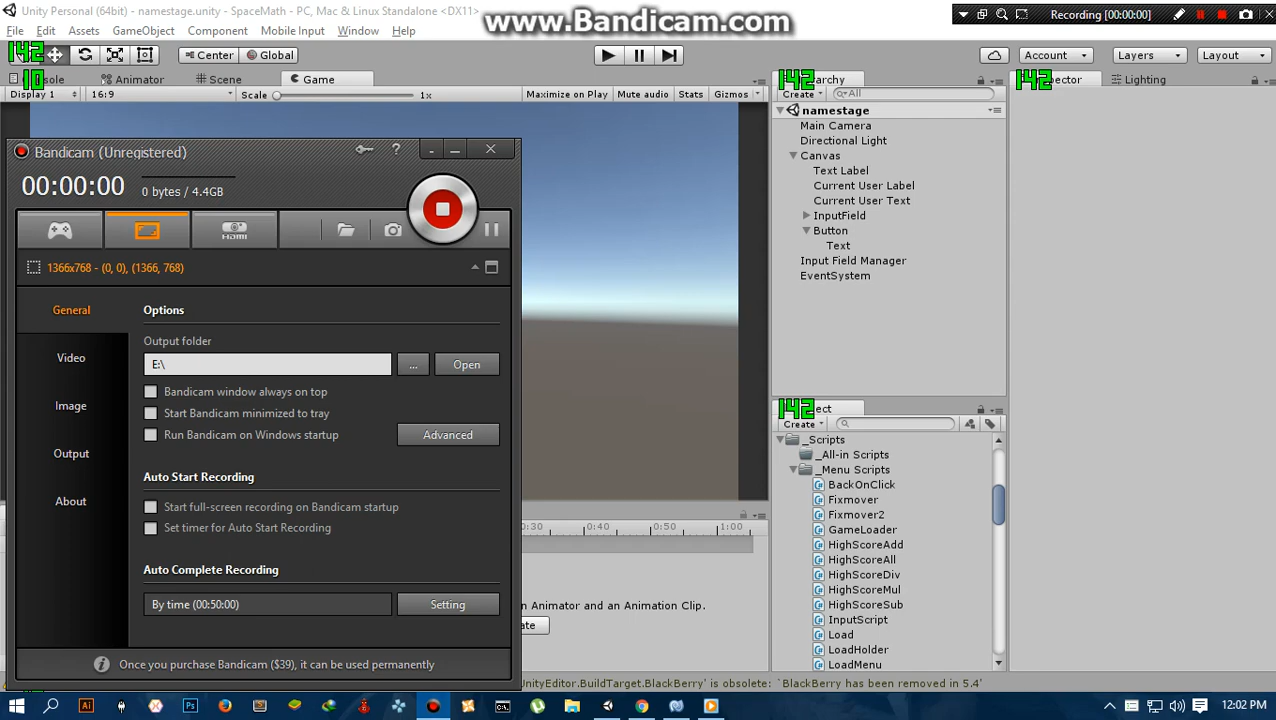 Unity Personal (64bit) - namestage.unity - SpaceMath - PC, Mac & Linux Standalone <DX11>
www.Bandicam.com
Recording [00:00:00]
File Edit Assets GameObject Component Mobile Input Window Help
142
Center Global
Account Layers Layout
10
Animator Scene Game
142
142
Lighting
Display 1 16:9 Scale 1x Maximize on Play Mute audio Stats Gizmos
Create All
namestage
Main Camera
Directional Light
Canvas
Text Label
Current User Label
Current User Text
InputField
Button
Text
Input Field Manager
EventSystem
Bandicam (Unregistered)
00:00:00 0 bytes / 4.4GB
HDMI
1366x768 - (0, 0), (1366, 768)
General
Video
Image
Output
About
Options
Output folder
E:\
... Open
Bandicam window always on top
Start Bandicam minimized to tray
Run Bandicam on Windows startup
Advanced
Auto Start Recording
Start full-screen recording on Bandicam startup
Set timer for Auto Start Recording
Auto Complete Recording
By time (00:50:00) Setting
Once you purchase Bandicam ($39), it can be used permanently
0:30 0:40 0:50 1:00
n Animator and an Animation Clip.
ate
142
ect
Create
_Scripts
_All-in Scripts
_Menu Scripts
BackOnClick
Fixmover
Fixmover2
GameLoader
HighScoreAdd
HighScoreAll
HighScoreDiv
HighScoreMul
HighScoreSub
InputScript
Load
LoadHolder
LoadMenu
UnityEditor.BuildTarget.BlackBerry' is obsolete: `BlackBerry has been removed in 5.4'
Ai
Ps
12:02 PM